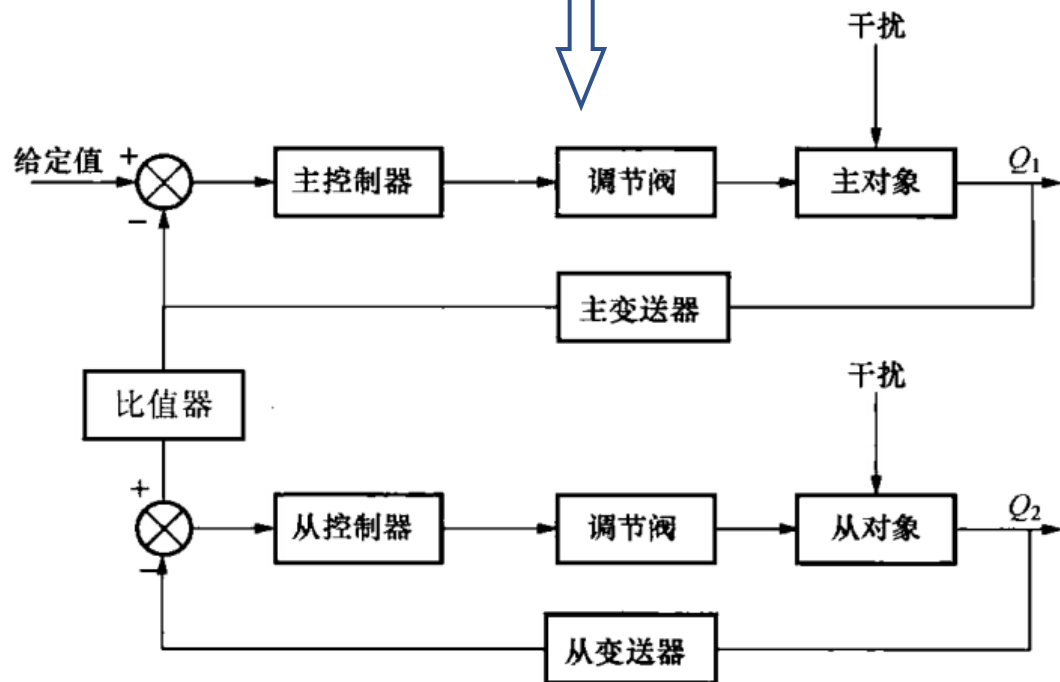 干扰
给定值
+
−
主控制器
调节阀
主对象
Q₁
主变送器
比值器
干扰
+
−
从控制器
调节阀
从对象
Q₂
从变送器